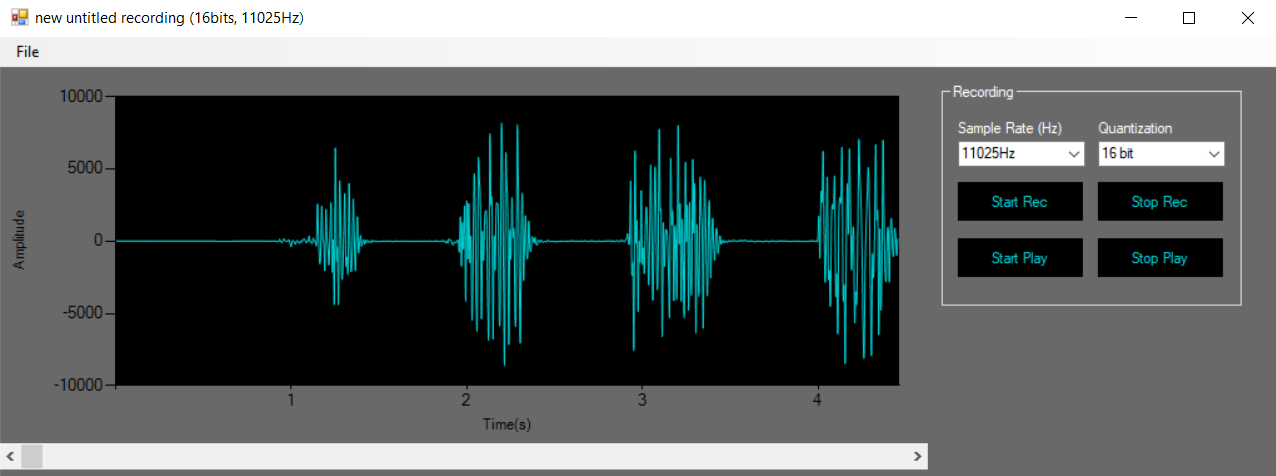 new untitled recording (16bits, 11025Hz)
File
10000
5000
0
-5000
-10000
Amplitude
1 2 3 4
Time(s)
Recording
Sample Rate (Hz) Quantization
11025Hz 16 bit
Start Rec Stop Rec
Start Play Stop Play